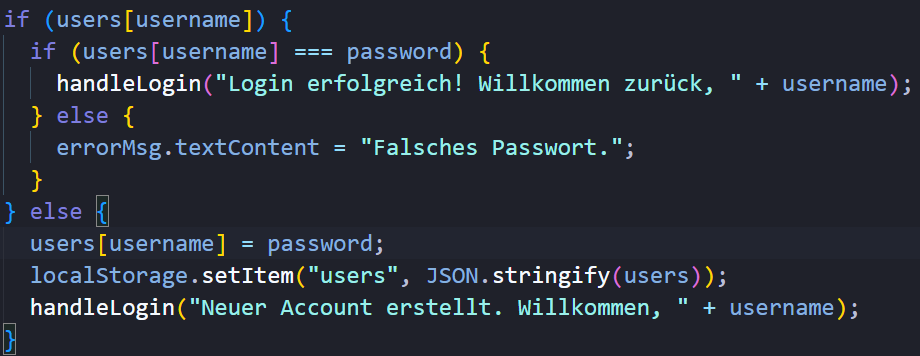 if (users[username]) {
if (users[username] === password) {
handleLogin("Login erfolgreich! Willkommen zurück, " + username);
} else {
errorMsg.textContent = "Falsches Passwort.";
}
} else {
users[username] = password;
localStorage.setItem("users", JSON.stringify(users));
handleLogin("Neuer Account erstellt. Willkommen, " + username);
}